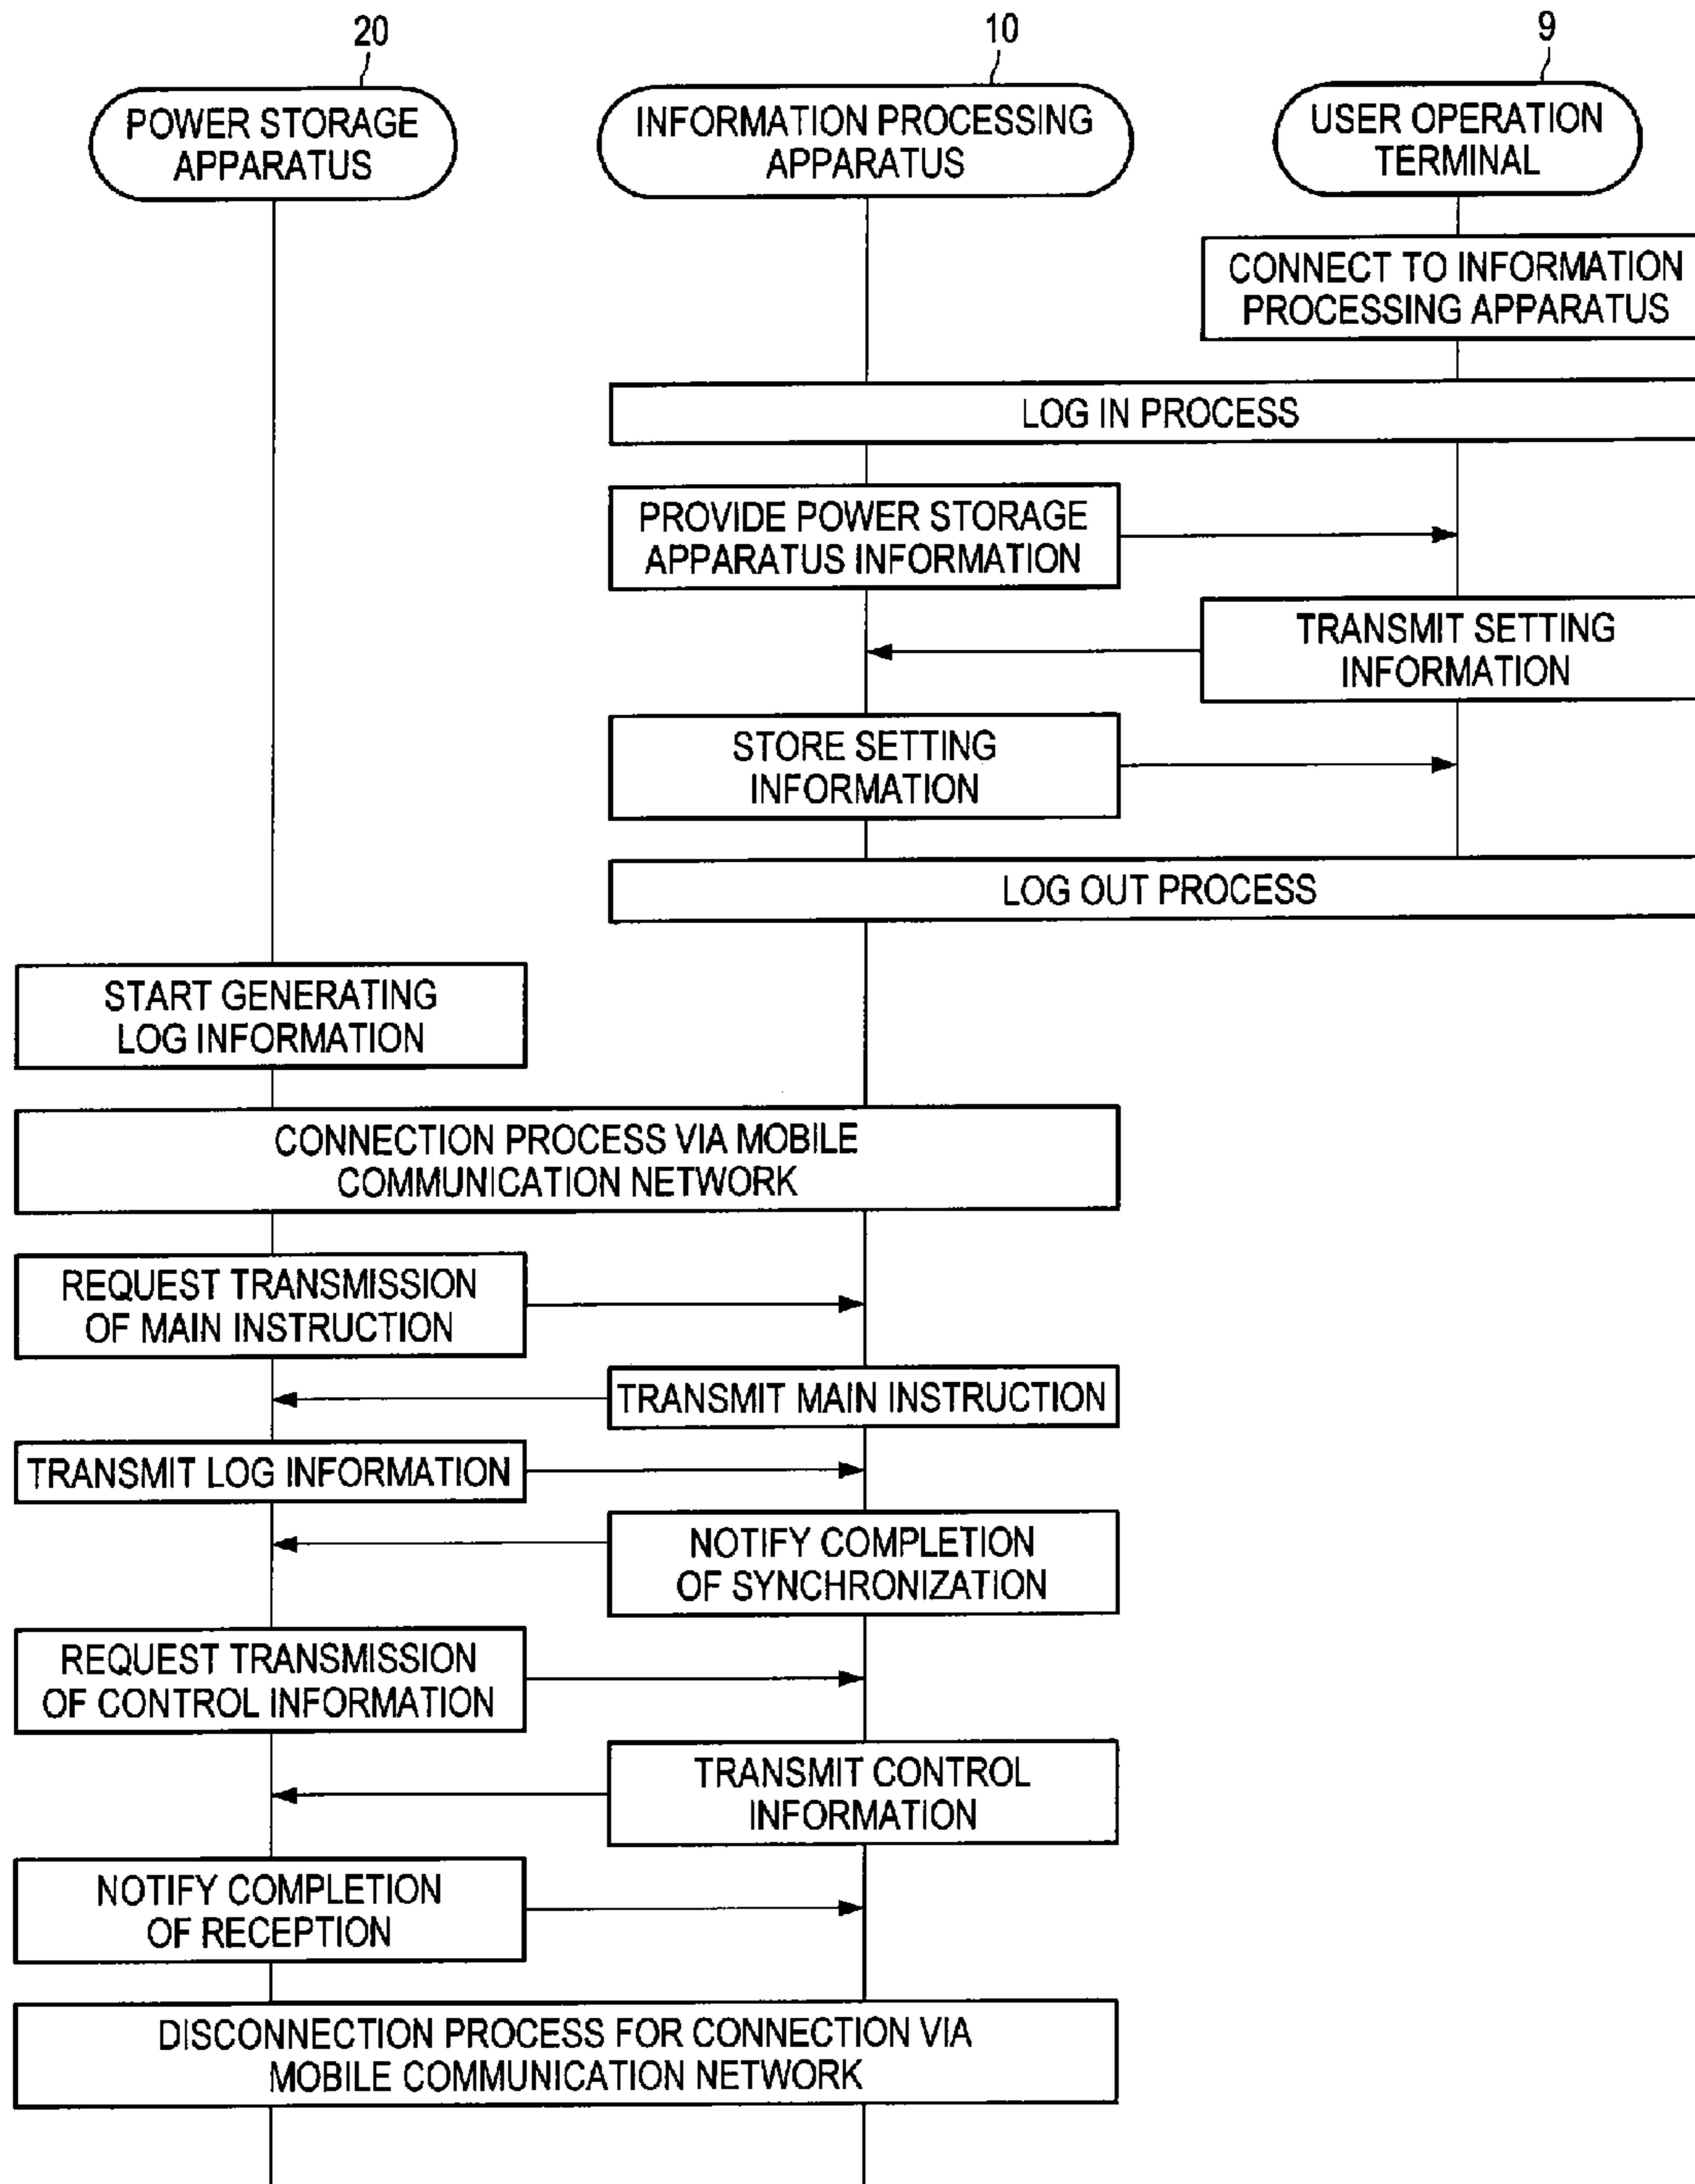 20
10
9
POWER STORAGE
APPARATUS
INFORMATION PROCESSING
APPARATUS
USER OPERATION
TERMINAL
CONNECT TO INFORMATION
PROCESSING APPARATUS
LOG IN PROCESS
PROVIDE POWER STORAGE
APPARATUS INFORMATION
TRANSMIT SETTING
INFORMATION
STORE SETTING
INFORMATION
LOG OUT PROCESS
START GENERATING
LOG INFORMATION
CONNECTION PROCESS VIA MOBILE
COMMUNICATION NETWORK
REQUEST TRANSMISSION
OF MAIN INSTRUCTION
TRANSMIT MAIN INSTRUCTION
TRANSMIT LOG INFORMATION
NOTIFY COMPLETION
OF SYNCHRONIZATION
REQUEST TRANSMISSION
OF CONTROL INFORMATION
TRANSMIT CONTROL
INFORMATION
NOTIFY COMPLETION
OF RECEPTION
DISCONNECTION PROCESS FOR CONNECTION VIA
MOBILE COMMUNICATION NETWORK